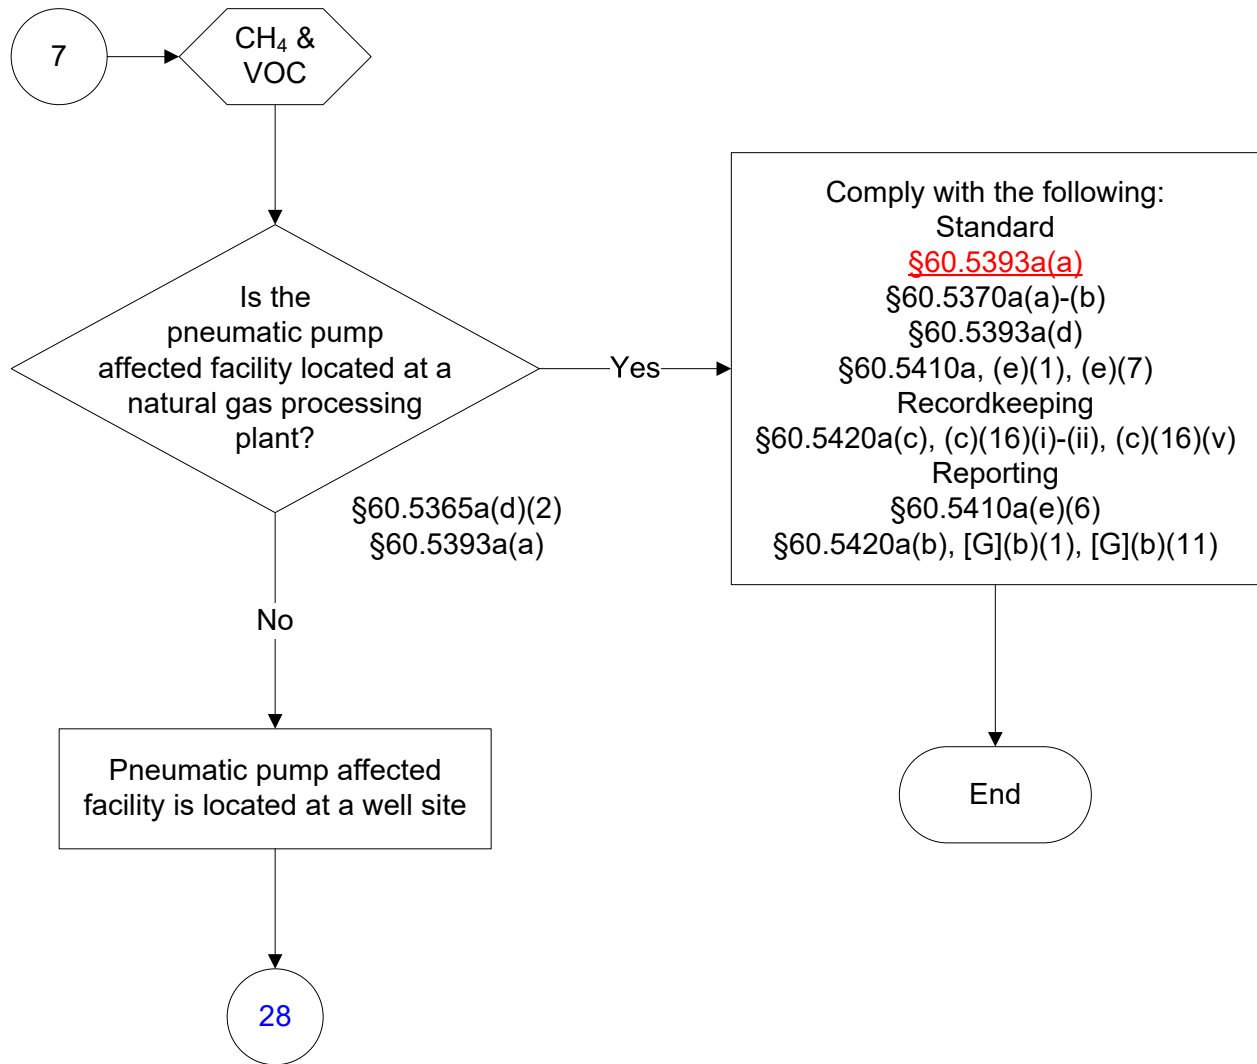 7
CH₄ &
VOC
Is the
pneumatic pump
affected facility located at a
natural gas processing
plant?
Yes
§60.5365a(d)(2)
§60.5393a(a)
No
Pneumatic pump affected
facility is located at a well site
28
Comply with the following:
Standard
§60.5393a(a)
§60.5370a(a)-(b)
§60.5393a(d)
§60.5410a, (e)(1), (e)(7)
Recordkeeping
§60.5420a(c), (c)(16)(i)-(ii), (c)(16)(v)
Reporting
§60.5410a(e)(6)
§60.5420a(b), [G](b)(1), [G](b)(11)
End